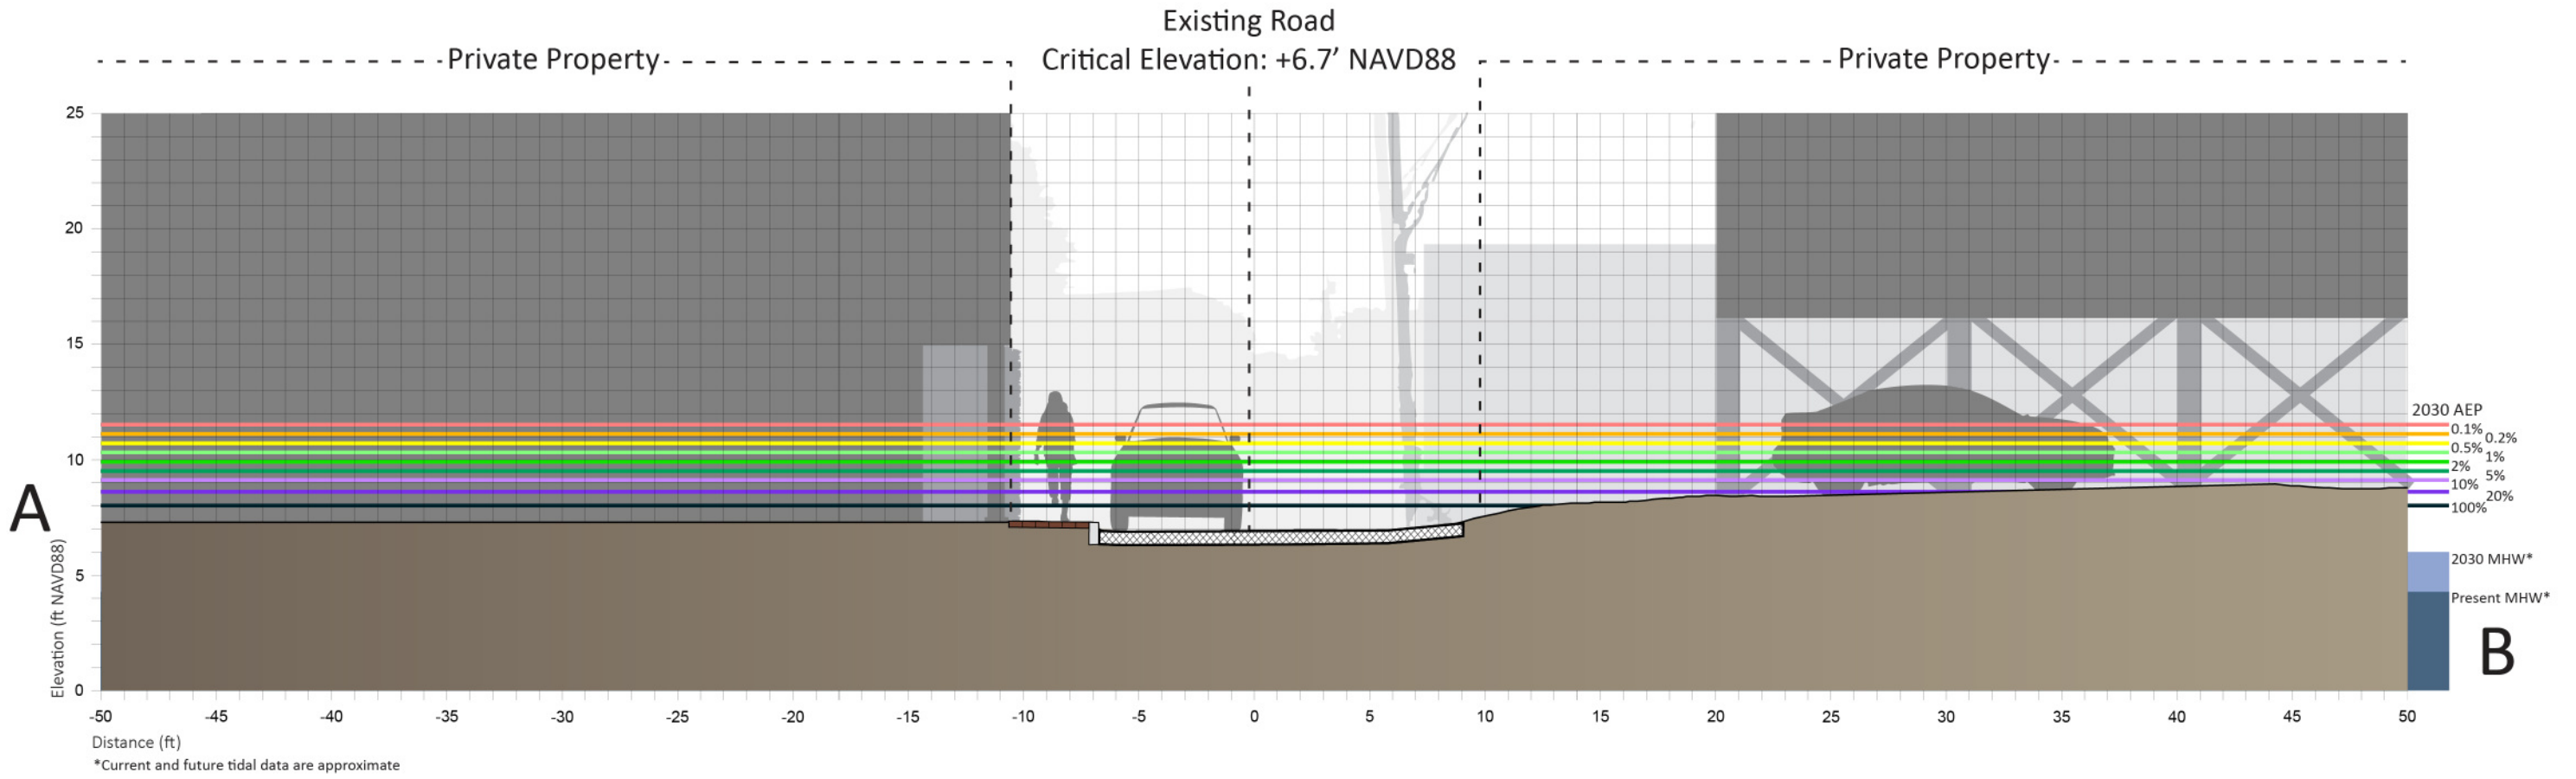 Existing Road
Private Property
Critical Elevation: +6.7’ NAVD88
Private Property
25
20
15
10
5
0
Elevation (ft NAVD88)
A
2030 AEP
0.1%
0.2%
0.5%
1%
2%
5%
10%
20%
100%
2030 MHW*
Present MHW*
B
-50 -45 -40 -35 -30 -25 -20 -15 -10 -5 0 5 10 15 20 25 30 35 40 45 50
Distance (ft)
*Current and future tidal data are approximate